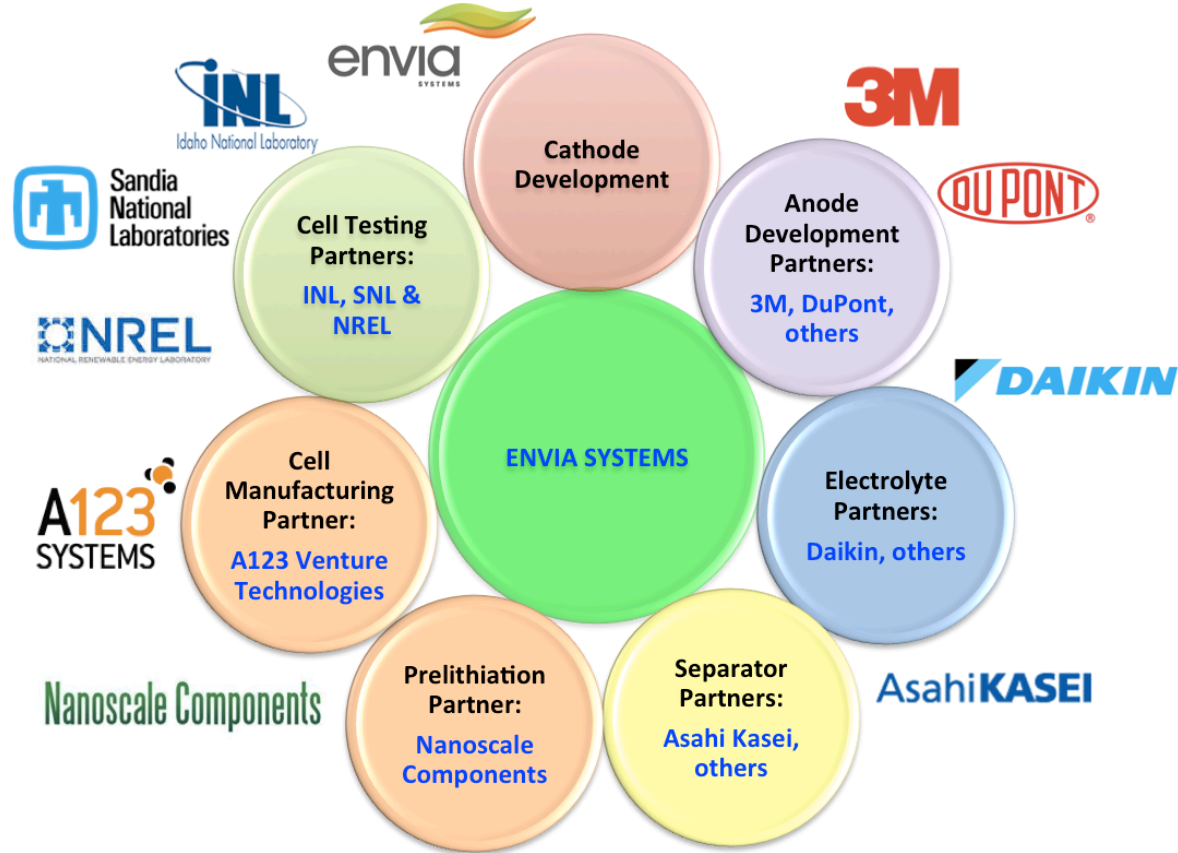 envia
SYSTEMS
INL
Idaho National Laboratory
3M
Cathode
Development
Sandia
National
Laboratories
DU PONT
®
Cell Testing
Partners:
INL, SNL &
NREL
Anode
Development
Partners:
3M, DuPont,
others
NREL
NATIONAL RENEWABLE ENERGY LABORATORY
DAIKIN
ENVIA SYSTEMS
Cell
Manufacturing
Partner:
A123 Venture
Technologies
A123
SYSTEMS
Electrolyte
Partners:
Daikin, others
Nanoscale Components
Prelithiation
Partner:
Nanoscale
Components
Separator
Partners:
Asahi Kasei,
others
AsahiKASEI